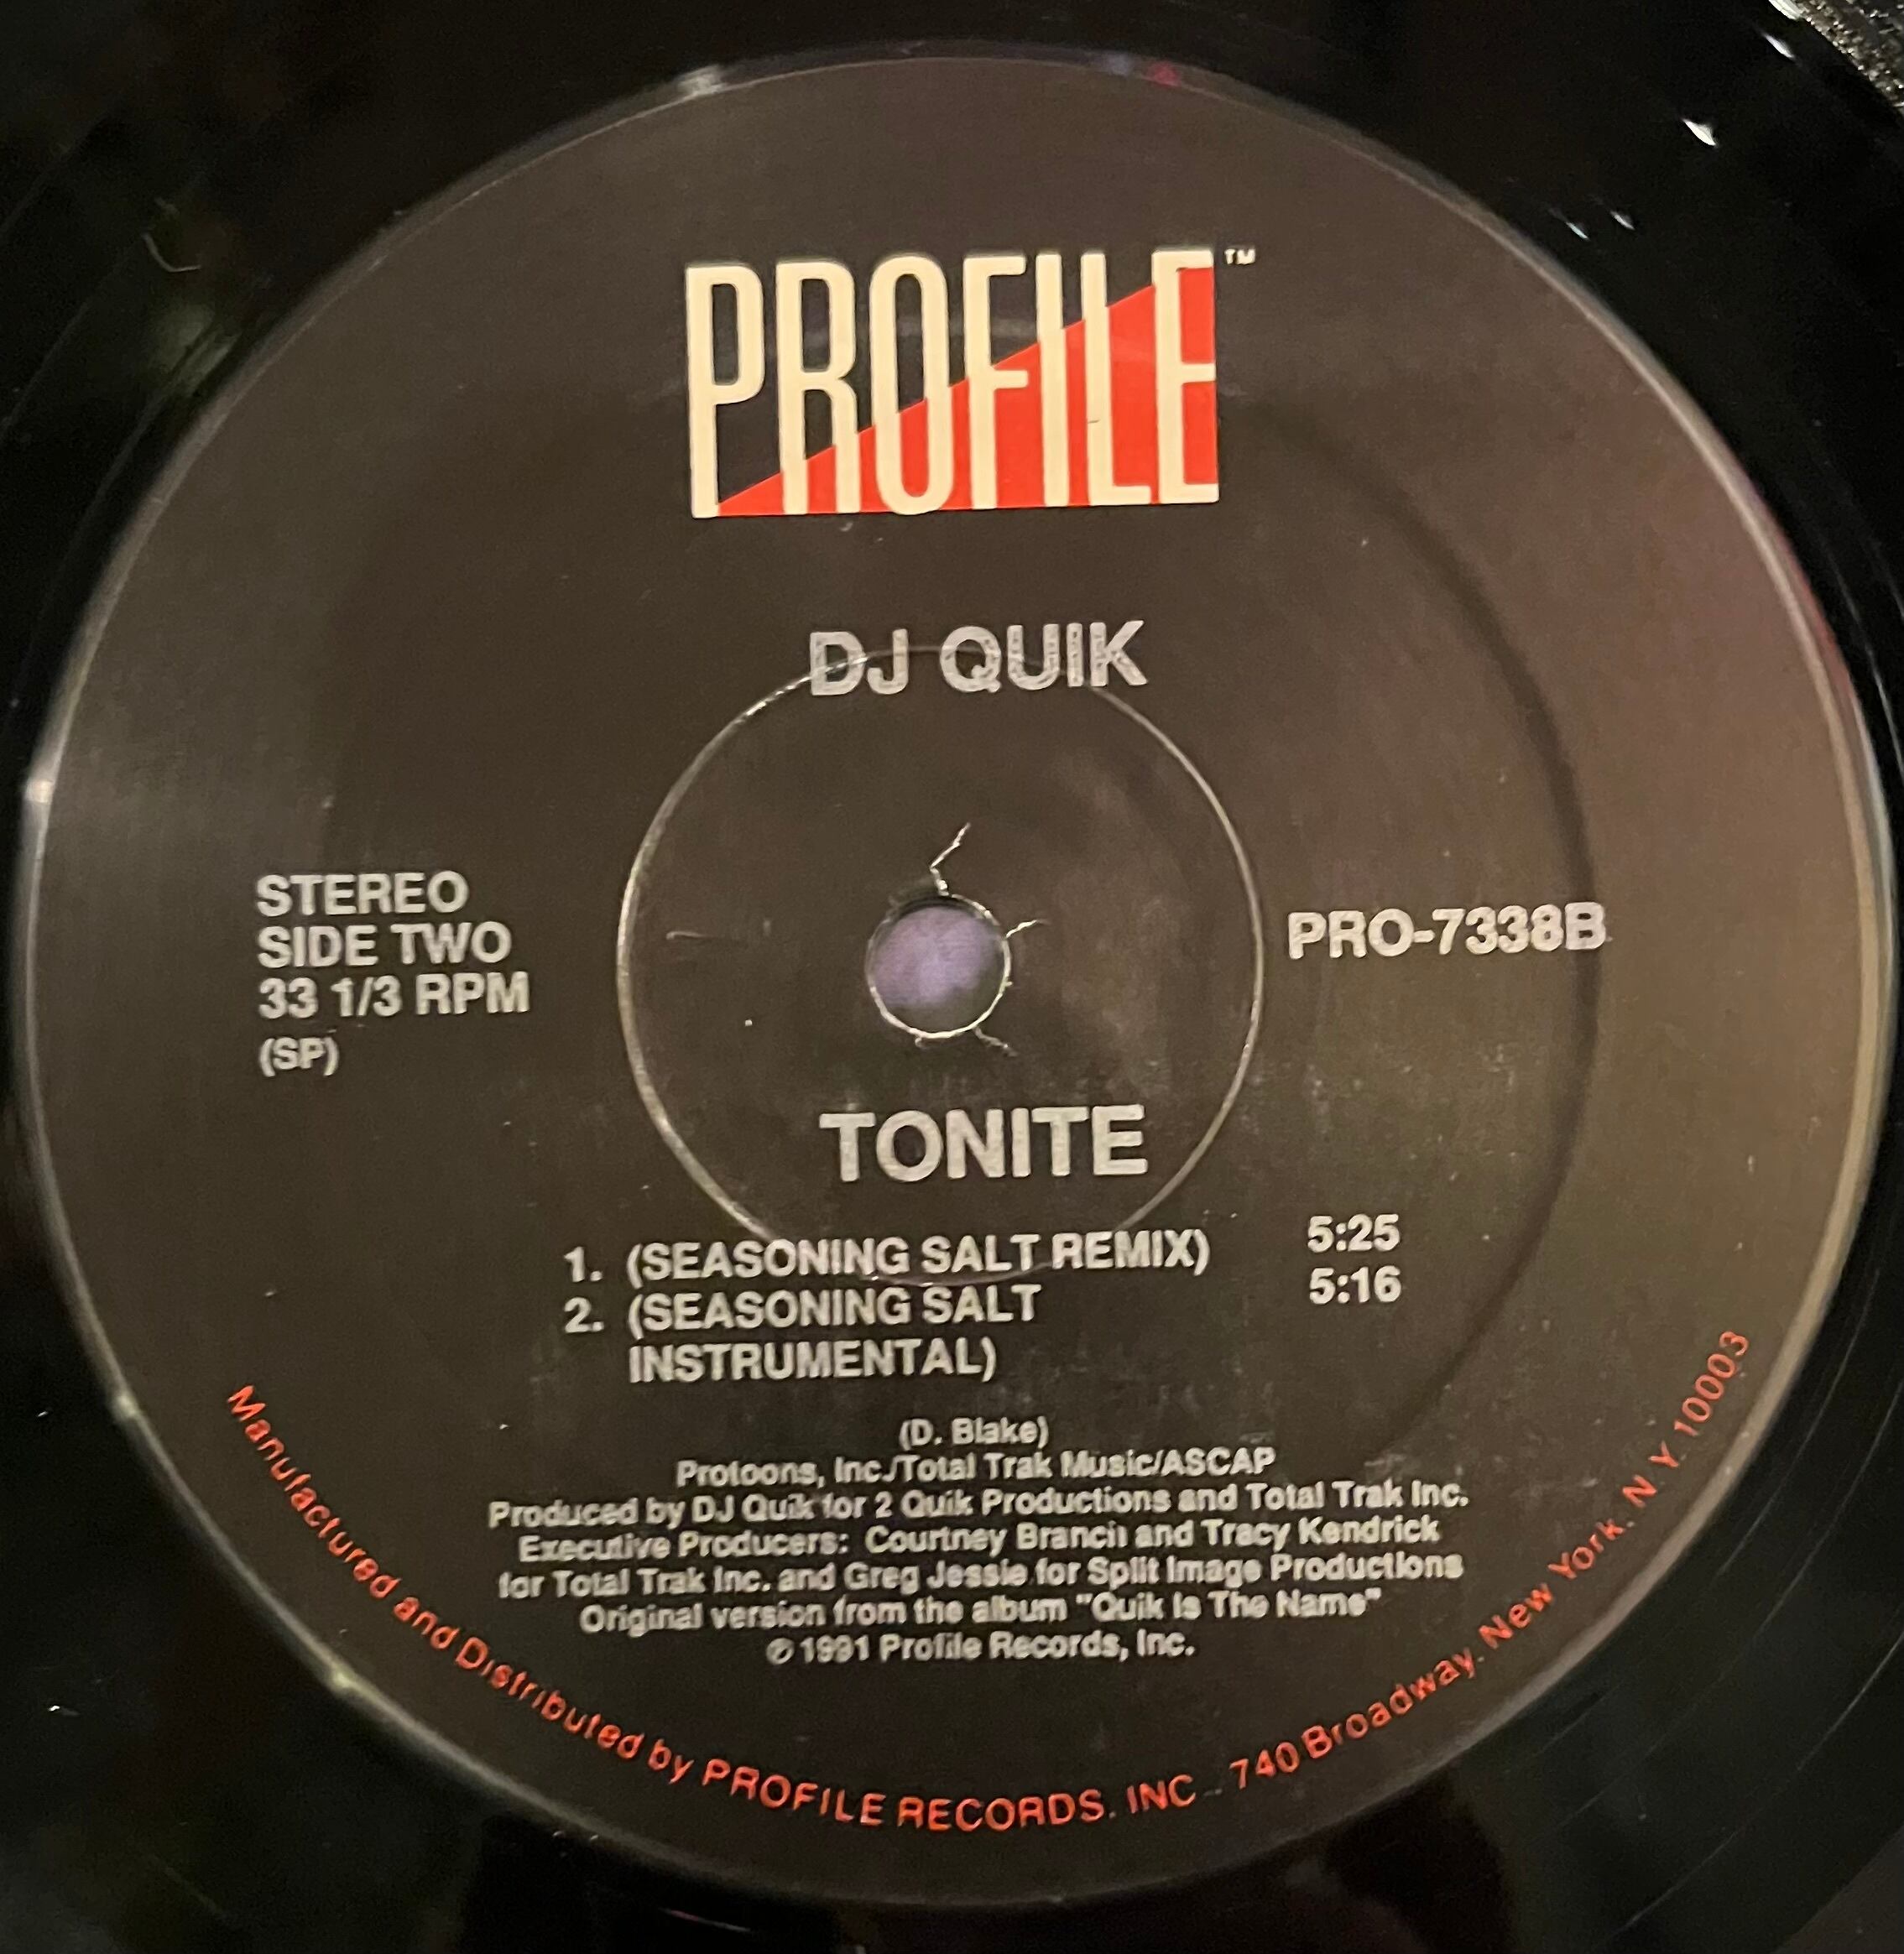 PROFILE™
DJ QUIK
STEREO
SIDE TWO
33 1/3 RPM
(SP)
PRO-7338B
TONITE
1. (SEASONING SALT REMIX) 5:25
2. (SEASONING SALT 5:16
INSTRUMENTAL)
(D. Blake)
Protoons, Inc./Total Trak Music/ASCAP
Produced by DJ Quik for 2 Quik Productions and Total Trak Inc.
Executive Producers: Courtney Branch and Tracy Kendrick
for Total Trak Inc. and Greg Jessie for Split Image Productions
Original version from the album "Quik Is The Name"
℗ 1991 Profile Records, Inc.
Manufactured and Distributed by PROFILE RECORDS, INC - 740 Broadway, New York, N.Y. 10003